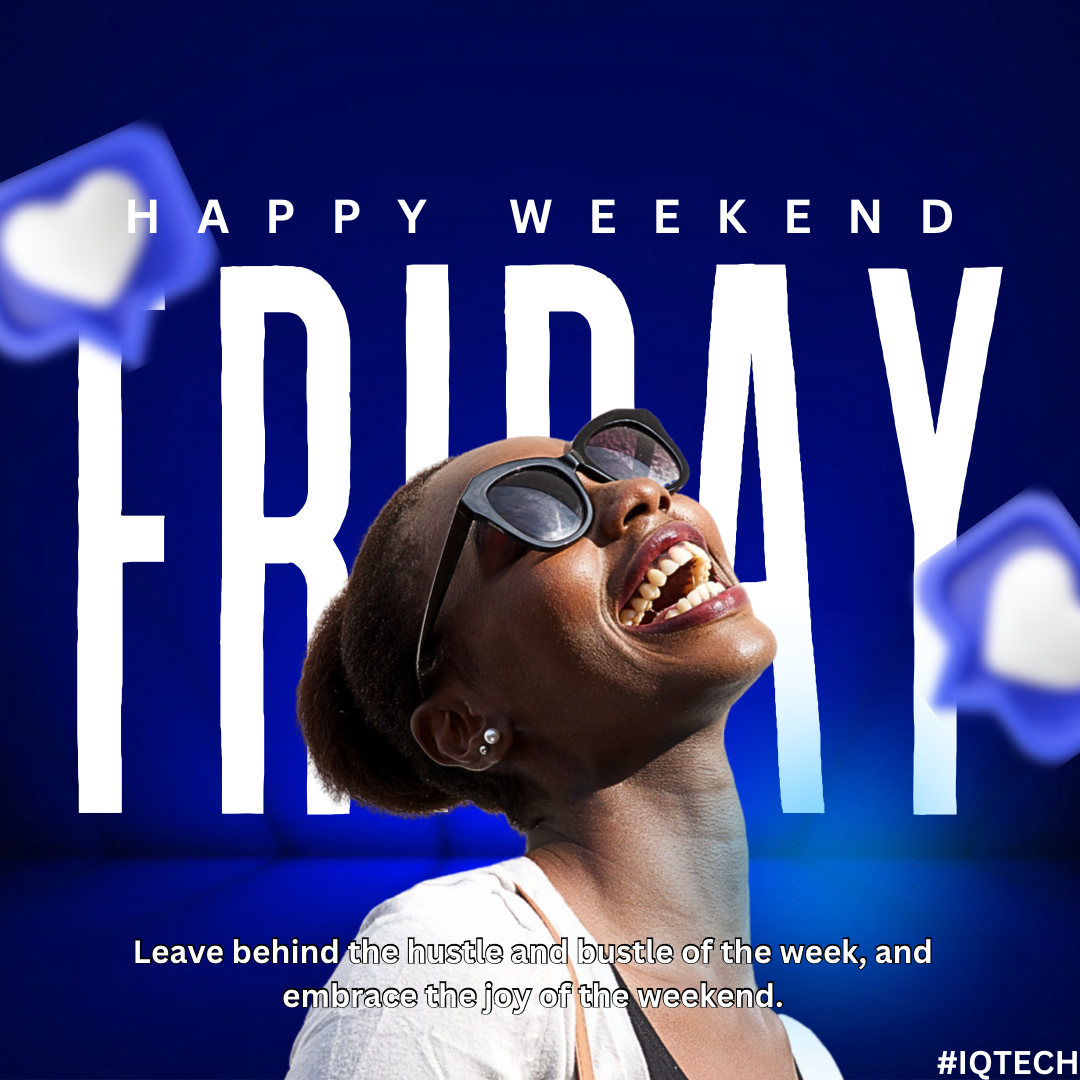 HAPPY WEEKEND
FRIDAY
Leave behind the hustle and bustle of the week, and
embrace the joy of the weekend.
#IQTECH